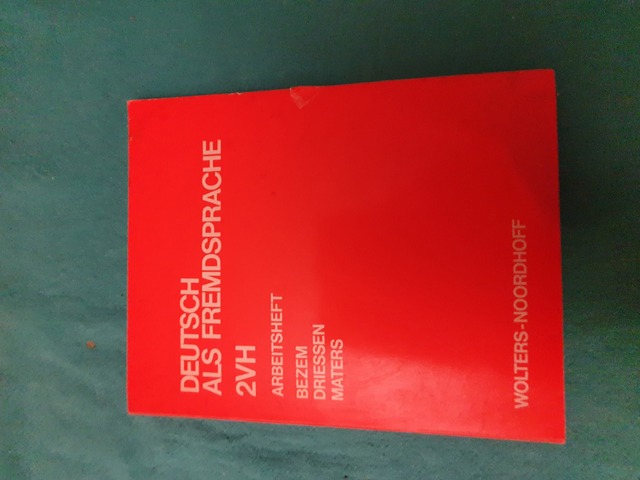 DEUTSCH
ALS FREMDSPRACHE
2VH
ARBEITSHEFT
BEZEM
DRIESSEN
MATERS
WOLTERS-NOORDHOFF